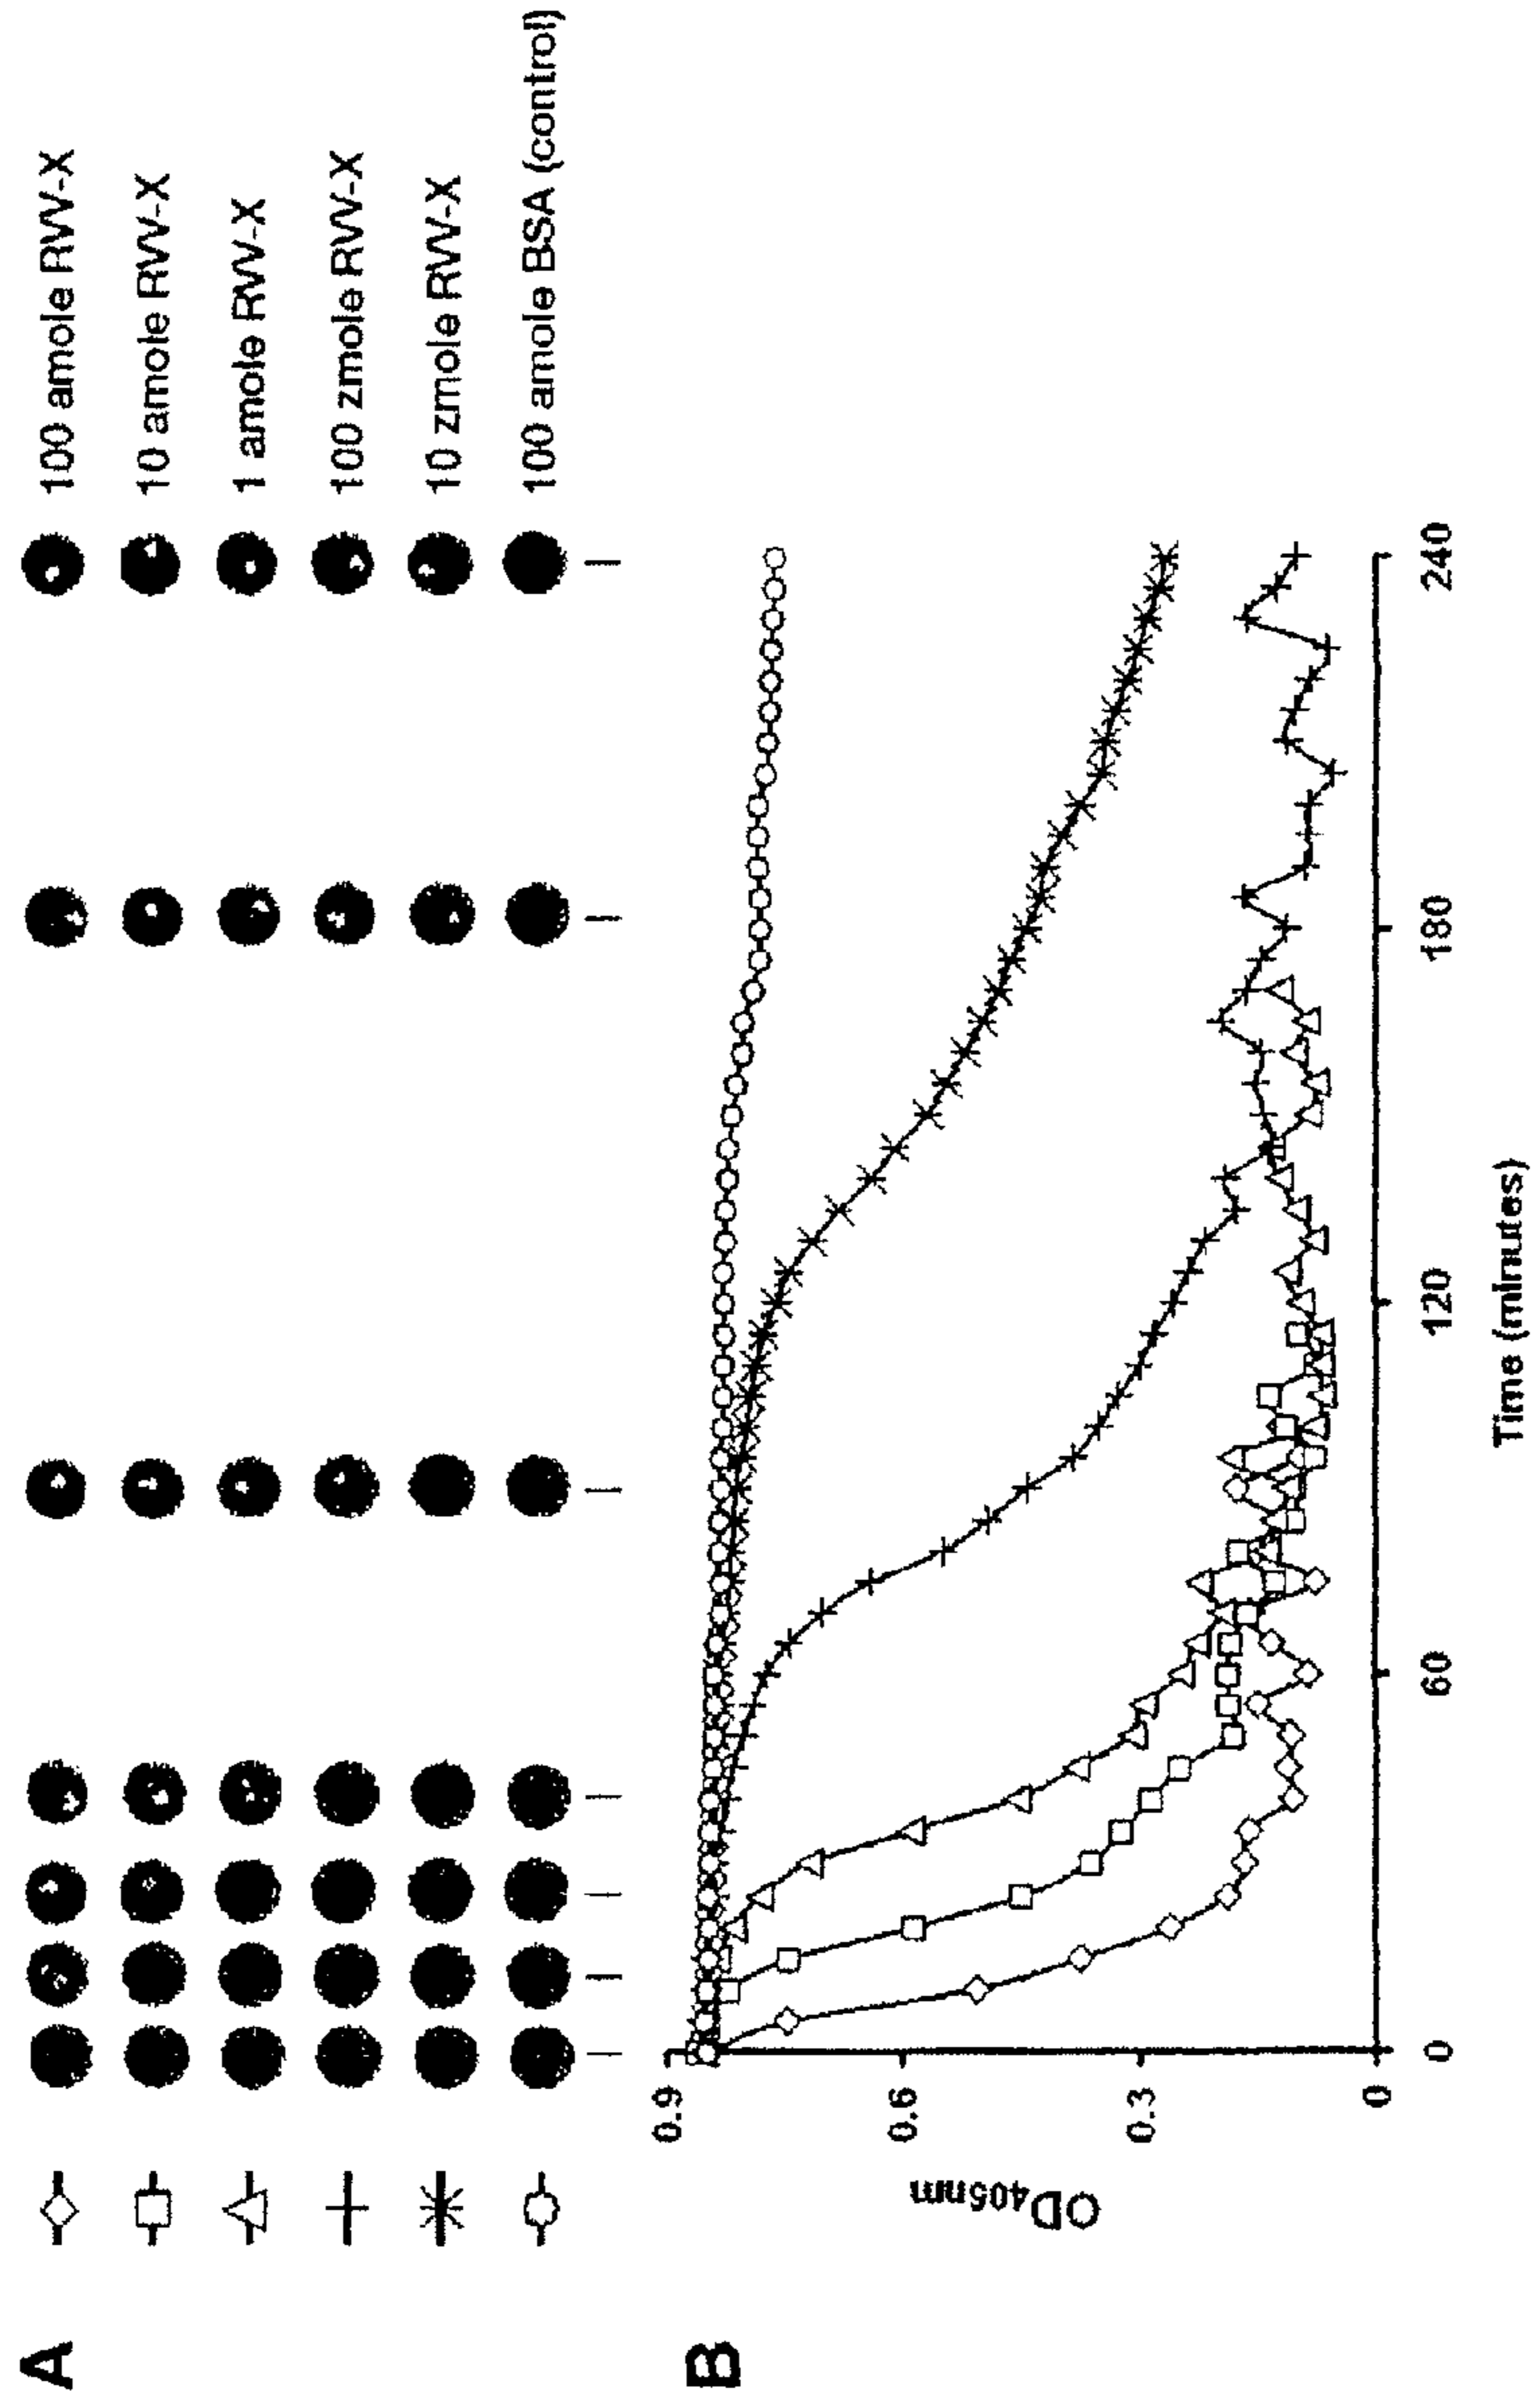 A
100 amole RVV-X
10 amole RVV-X
1 amole RVV-X
100 zmole RVV-X
10 zmole RVV-X
100 amole BSA (control)
B
OD405nm
0.9
0.6
0.3
0
0
60
120
180
240
Time (minutes)